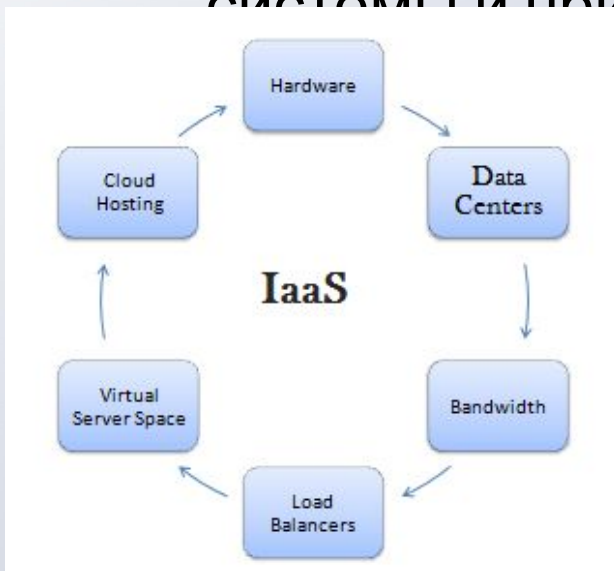 Hardware
Data
Centers
Bandwidth
Load
Balancers
Virtual
Server Space
Cloud
Hosting
IaaS